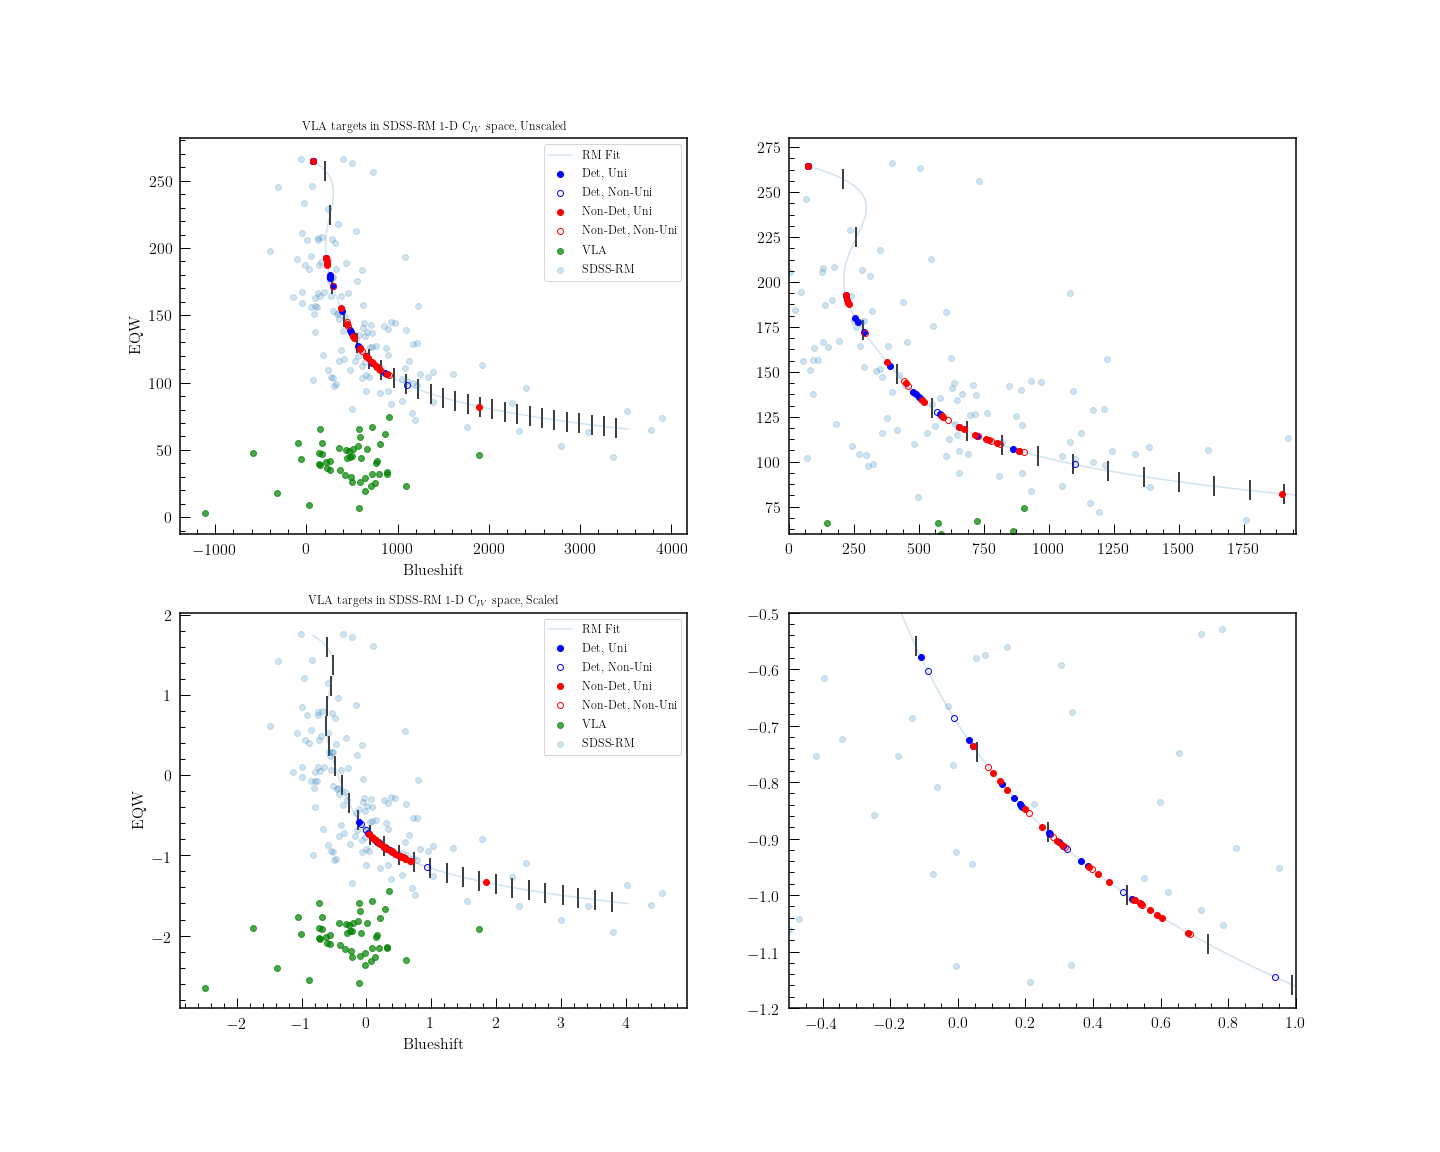 VLA targets in SDSS-RM 1-D C$_{IV}$ space, Unscaled
EQW
250
200
150
100
50
0
−1000 0 1000 2000 3000 4000
Blueshift
RM Fit
Det, Uni
Det, Non-Uni
Non-Det, Uni
Non-Det, Non-Uni
VLA
SDSS-RM
275
250
225
200
175
150
125
100
75
0 250 500 750 1000 1250 1500 1750
VLA targets in SDSS-RM 1-D C$_{IV}$ space, Scaled
EQW
2
1
0
−1
−2
−2 −1 0 1 2 3 4
Blueshift
RM Fit
Det, Uni
Det, Non-Uni
Non-Det, Uni
Non-Det, Non-Uni
VLA
SDSS-RM
−0.5
−0.6
−0.7
−0.8
−0.9
−1.0
−1.1
−1.2
−0.4 −0.2 0.0 0.2 0.4 0.6 0.8 1.0